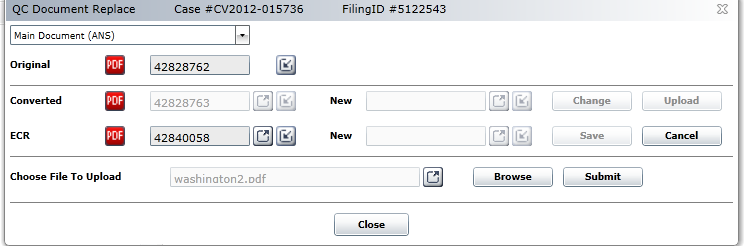 QC Document Replace Case #CV2012-015736 FilingID #5122543
Main Document (ANS)
Original PDF 42828762
Converted PDF 42828763 New Change Upload
ECR PDF 42840058 New Save Cancel
Choose File To Upload washington2.pdf Browse Submit
Close